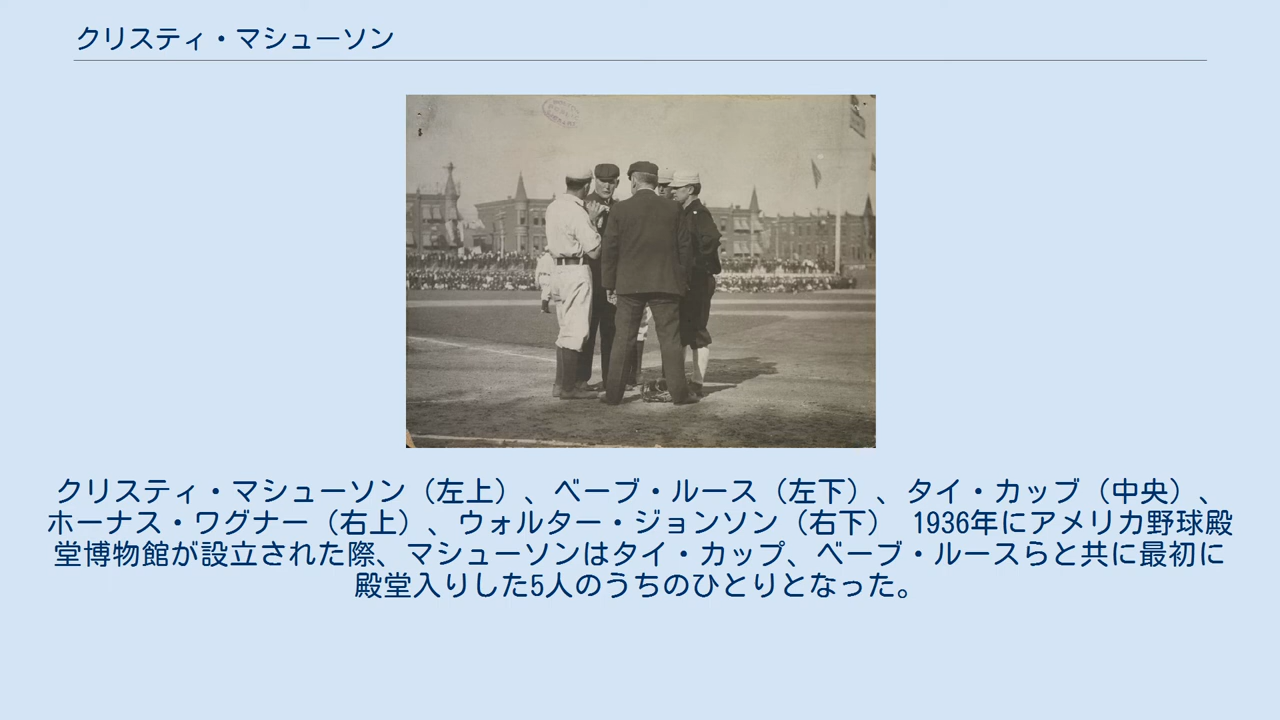 クリスティ・マシューソン
クリスティ・マシューソン（左上）、ベーブ・ルース（左下）、タイ・カッブ（中央）、
ホーナス・ワグナー（右上）、ウォルター・ジョンソン（右下） 1936年にアメリカ野球殿
堂博物館が設立された際、マシューソンはタイ・カップ、ベーブ・ルースらと共に最初に
殿堂入りした5人のうちのひとりとなった。